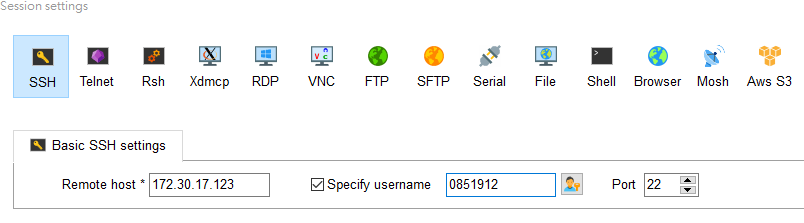 Session settings
SSH Telnet Rsh Xdmcp RDP VNC FTP SFTP Serial File Shell Browser Mosh Aws S3
Basic SSH settings
Remote host * 172.30.17.123 Specify username 0851912 Port 22